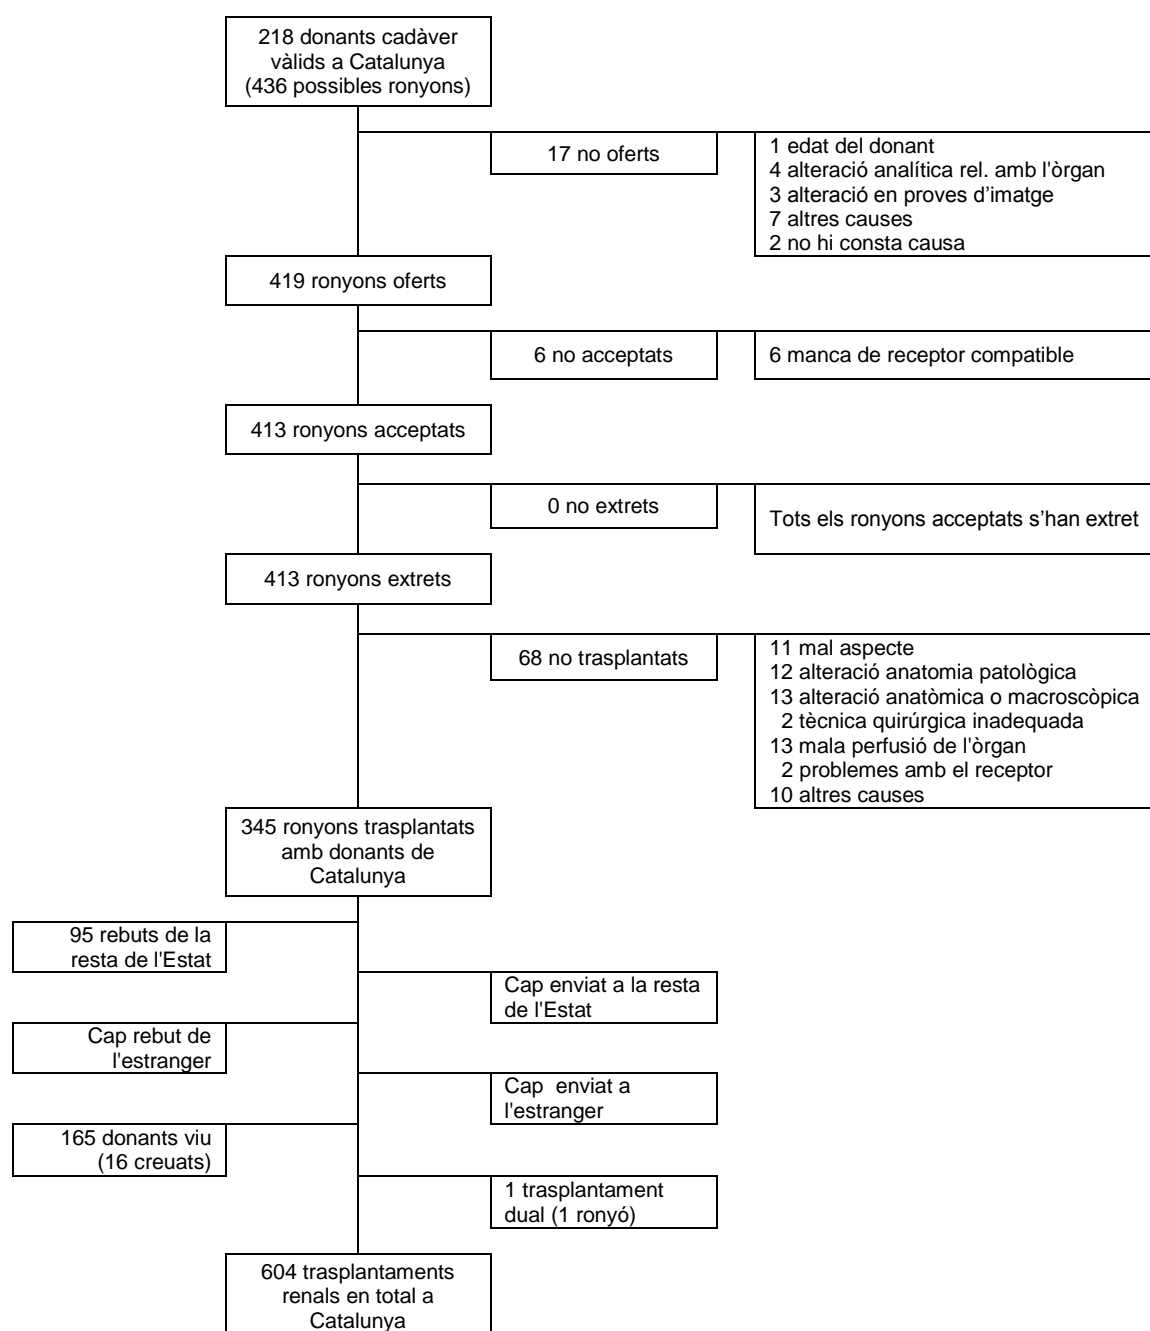 218 donants cadàver
vàlids a Catalunya
(436 possibles ronyons)
17 no oferts
1 edat del donant
4 alteració analítica rel. amb l'òrgan
3 alteració en proves d’imatge
7 altres causes
2 no hi consta causa
419 ronyons oferts
6 no acceptats
6 manca de receptor compatible
413 ronyons acceptats
0 no extrets
Tots els ronyons acceptats s’han extret
413 ronyons extrets
68 no trasplantats
11 mal aspecte
12 alteració anatomia patològica
13 alteració anatòmica o macroscòpica
2 tècnica quirúrgica inadequada
13 mala perfusió de l'òrgan
2 problemes amb el receptor
10 altres causes
345 ronyons trasplantats
amb donants de
Catalunya
95 rebuts de la
resta de l'Estat
Cap enviat a la resta
de l'Estat
Cap rebut de
l'estranger
Cap  enviat a
l'estranger
165 donants viu
(16 creuats)
1 trasplantament
dual (1 ronyó)
604 trasplantaments
renals en total a
Catalunya